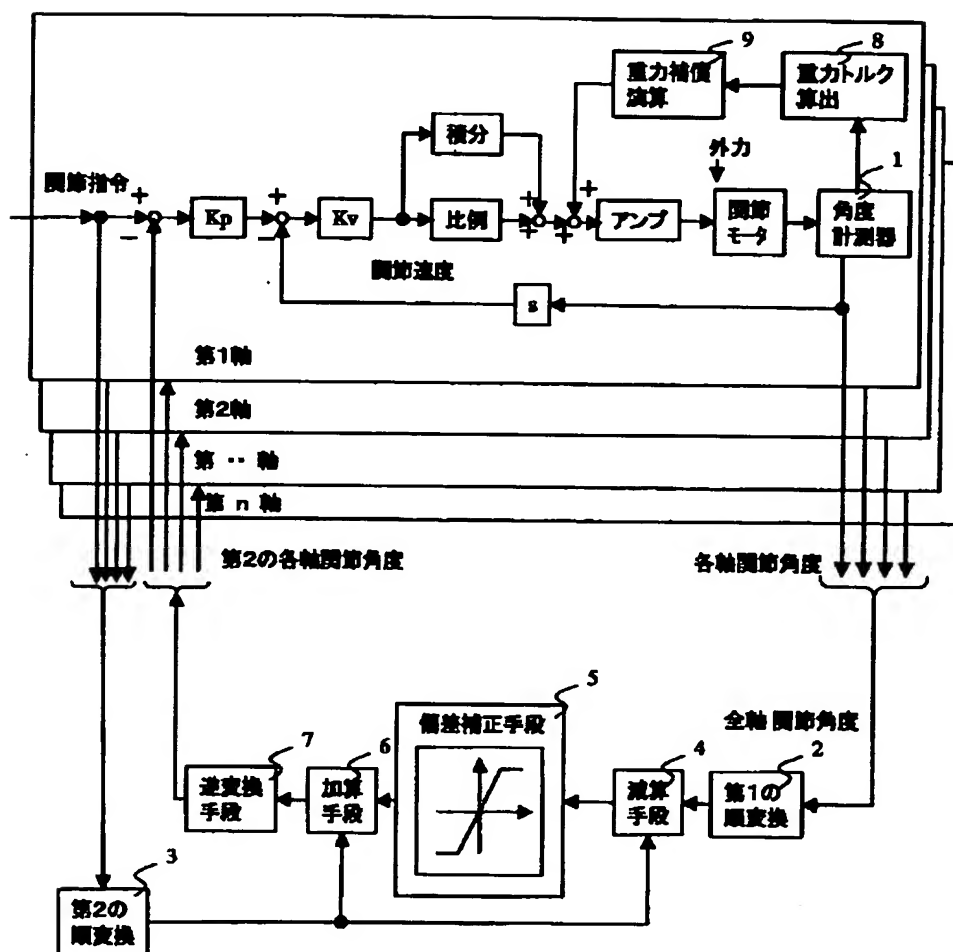 9
8
重力補償
演算
重力トルク
算出
積分
外力
1
関節指令
+
−
Kp
+
−
Kv
比例
+
+
+
+
アンプ
関節
モータ
角度
計測器
関節速度
s
第1軸
第2軸
第 ‥ 軸
第 n 軸
第2の各軸関節角度
各軸関節角度
5
偏差補正手段
全軸 関節角度
7
6
4
2
逆変換
手段
加算
手段
減算
手段
第1の
順変換
3
第2の
順変換